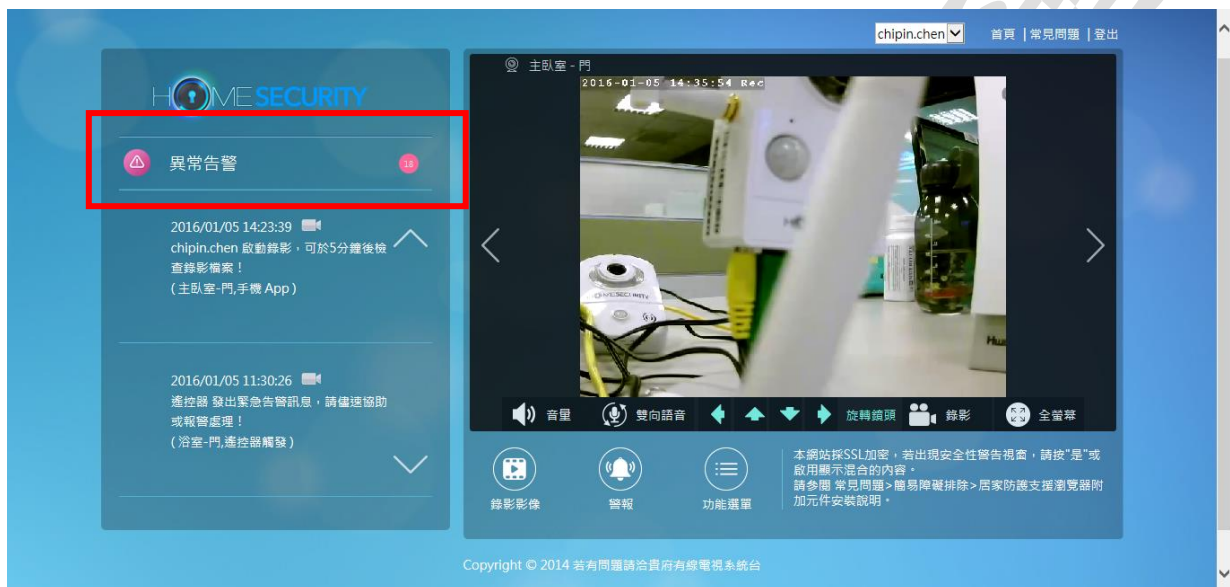 chipin.chen
首頁 | 常見問題 | 登出
HOME SECURITY
異常告警
18
2016/01/05 14:23:39
chipin.chen 啟動錄影，可於5分鐘後檢
查錄影檔案！
(主臥室-門,手機 App)
2016/01/05 11:30:26
遙控器 發出緊急告警訊息，請儘速協助
或報警處理！
(浴室-門,遙控器觸發)
主臥室 - 門
2016-01-05 14:35:54 Rec
音量
雙向語音
旋轉鏡頭
錄影
全螢幕
錄影影像
警報
功能選單
本網站採SSL加密，若出現安全性警告視窗，請按"是"或
啟用顯示混合的內容。
請參閱 常見問題>簡易障礙排除>居家防護支援瀏覽器附
加元件安裝說明。
Copyright © 2014 若有問題請洽貴府有線電視系統台